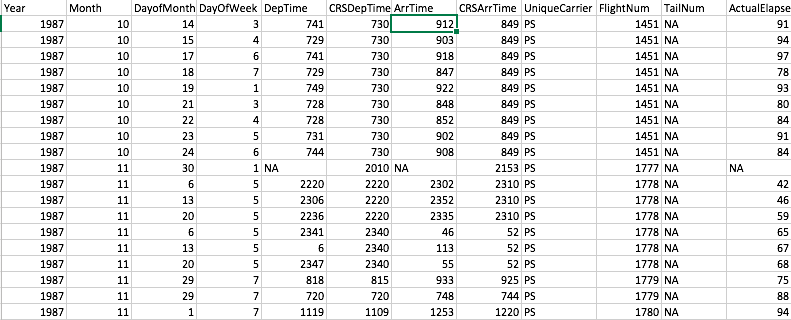 Year Month DayofMonth DayOfWeek DepTime CRSDepTime ArrTime CRSArrTime UniqueCarrier FlightNum TailNum ActualElapse
1987 10 14 3 741 730 912 849 PS 1451 NA 91
1987 10 15 4 729 730 903 849 PS 1451 NA 94
1987 10 17 6 741 730 918 849 PS 1451 NA 97
1987 10 18 7 729 730 847 849 PS 1451 NA 78
1987 10 19 1 749 730 922 849 PS 1451 NA 93
1987 10 21 3 728 730 848 849 PS 1451 NA 80
1987 10 22 4 728 730 852 849 PS 1451 NA 84
1987 10 23 5 731 730 902 849 PS 1451 NA 91
1987 10 24 6 744 730 908 849 PS 1451 NA 84
1987 11 30 1 NA 2010 NA 2153 PS 1777 NA NA
1987 11 6 5 2220 2220 2302 2310 PS 1778 NA 42
1987 11 13 5 2306 2220 2352 2310 PS 1778 NA 46
1987 11 20 5 2236 2220 2335 2310 PS 1778 NA 59
1987 11 6 5 2341 2340 46 52 PS 1778 NA 65
1987 11 13 5 6 2340 113 52 PS 1778 NA 67
1987 11 20 5 2347 2340 55 52 PS 1778 NA 68
1987 11 29 7 818 815 933 925 PS 1779 NA 75
1987 11 29 7 720 720 748 744 PS 1779 NA 88
1987 11 1 7 1119 1109 1253 1220 PS 1780 NA 94